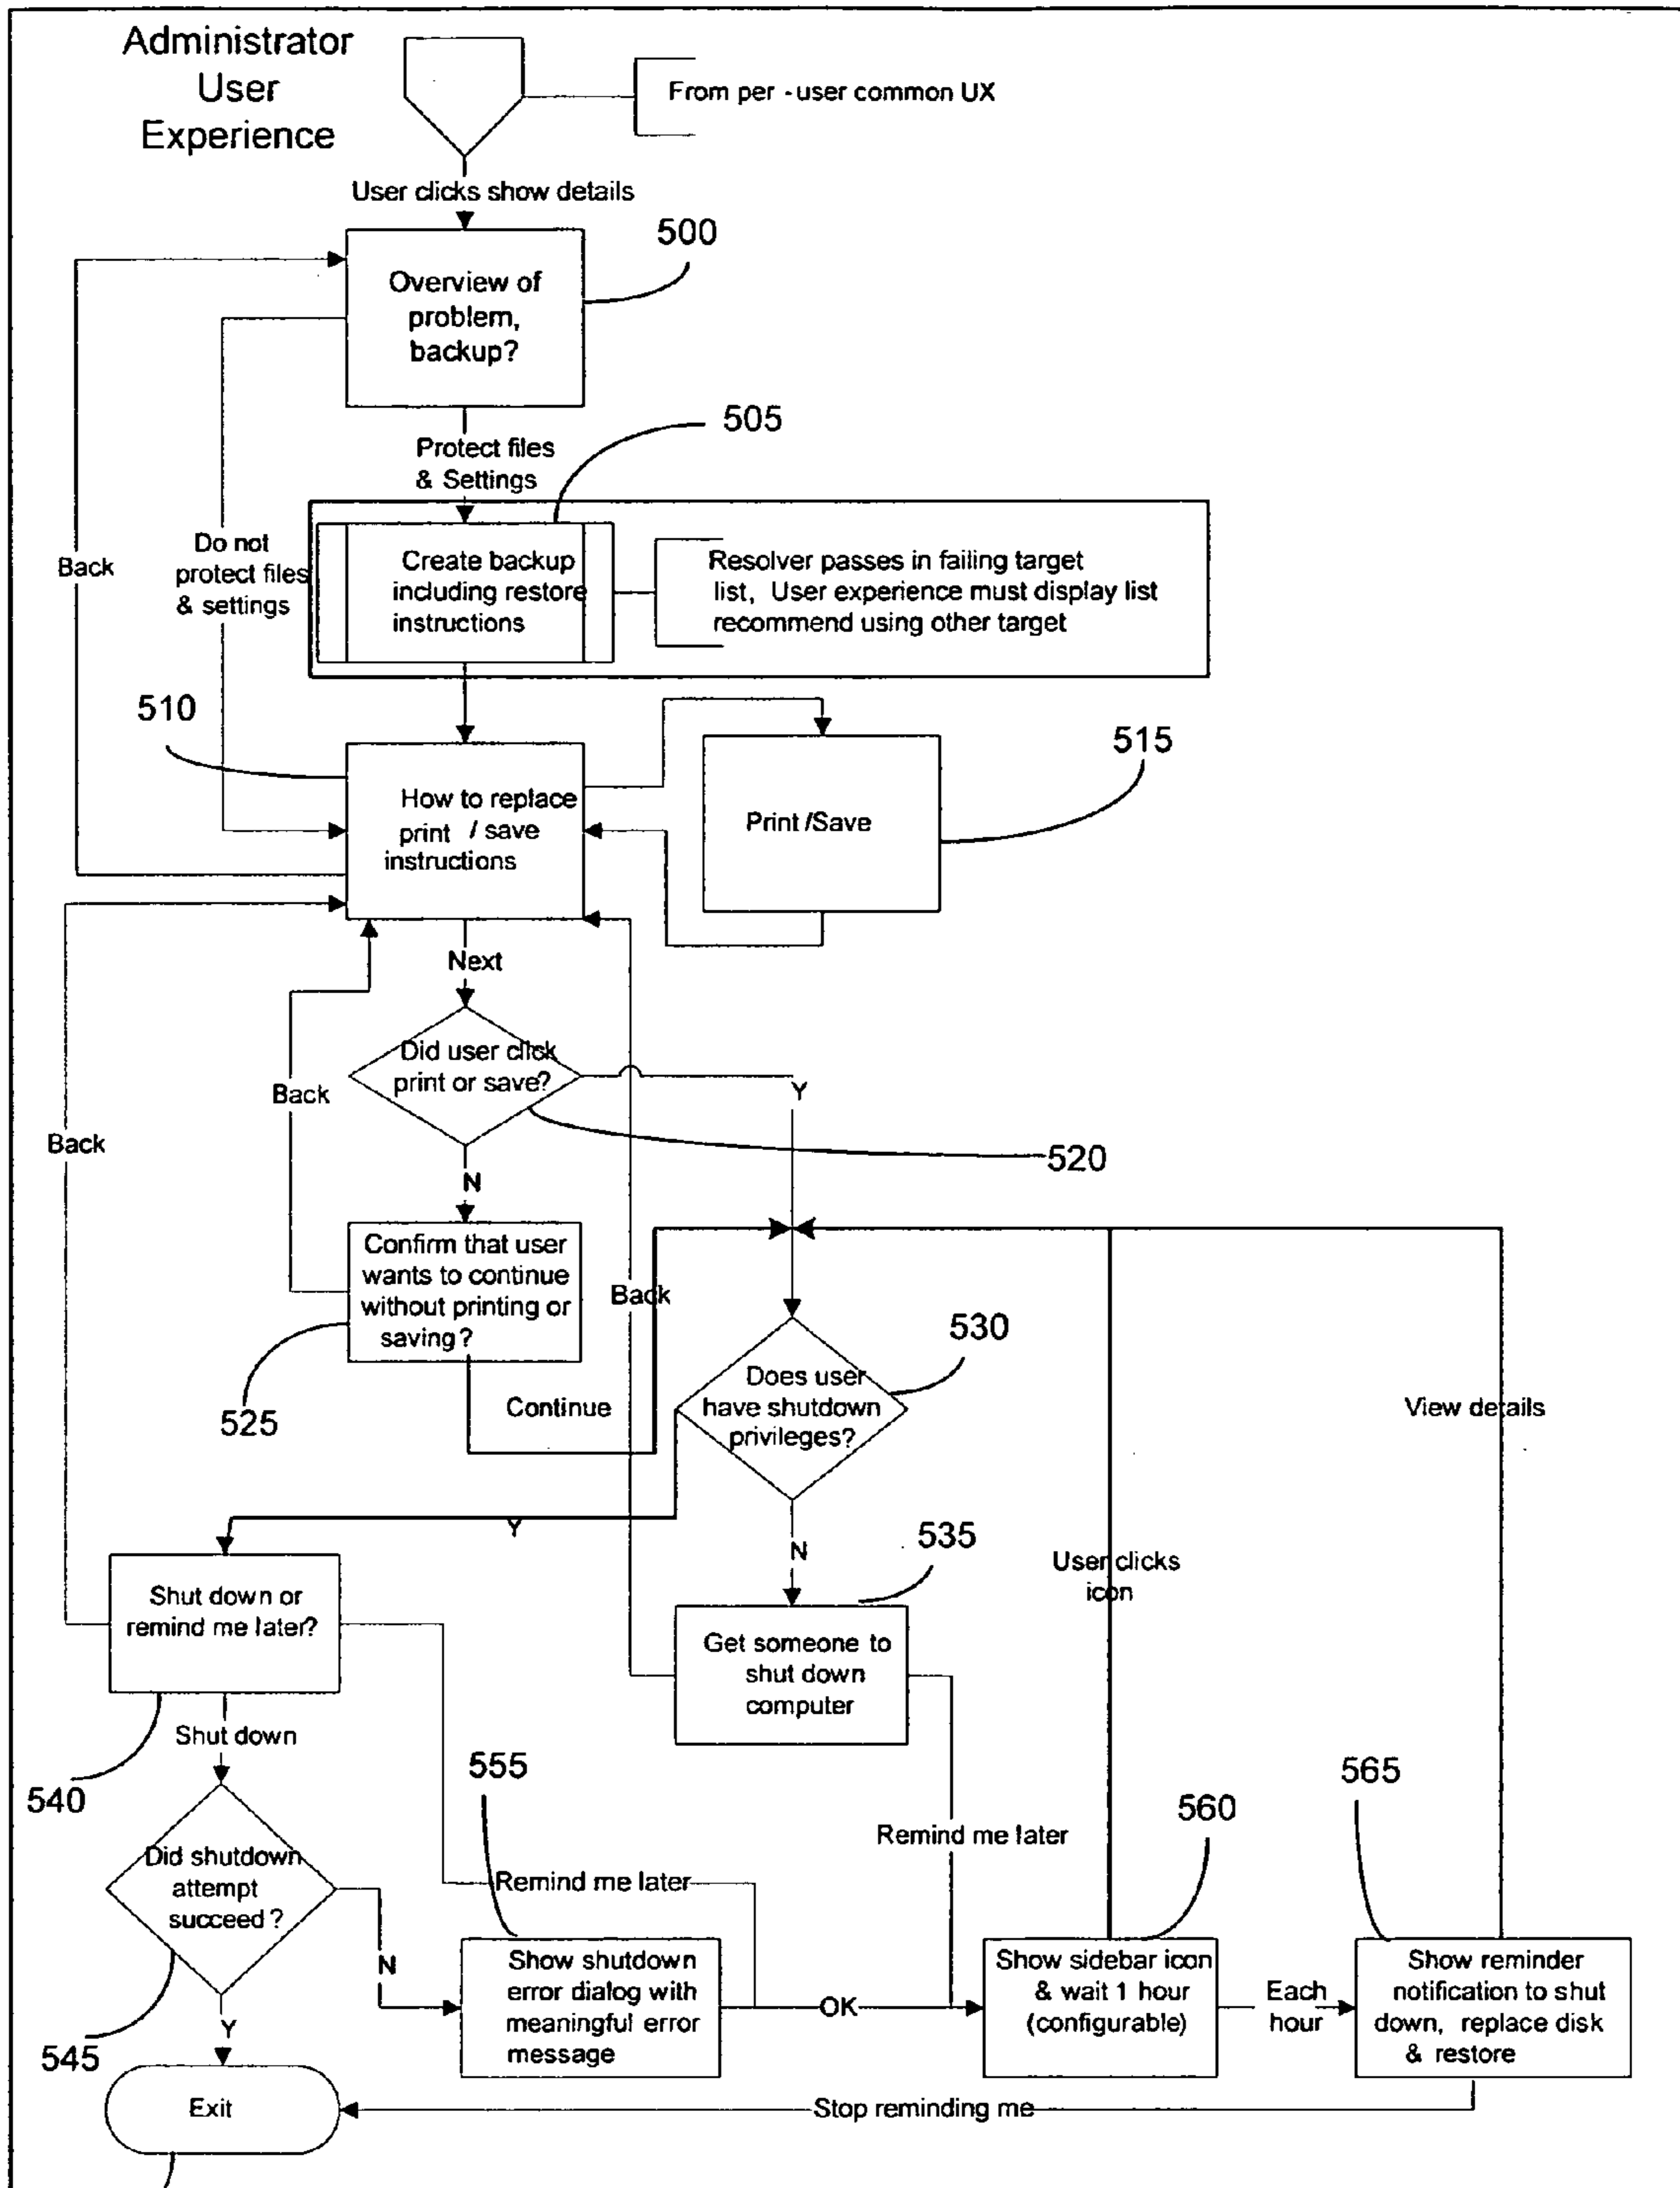 Administrator
User
Experience
From per - user common UX
User clicks show details
500
Overview of
problem,
backup?
505
Protect files
& Settings
Back
Do not
protect files
& settings
Create backup
including restore
instructions
Resolver passes in failing target
list, User experience must display list
recommend using other target
510
515
How to replace
print / save
instructions
Print /Save
Next
Did user click
print or save?
Y
Back
Back
520
N
Confirm that user
wants to continue
without printing or
saving?
Back
530
Does user
have shutdown
privileges?
View details
525
Continue
Y
535
N
User clicks
icon
Shut down or
remind me later?
Get someone to
shut down
computer
Shut down
540
555
565
560
Remind me later
Did shutdown
attempt
succeed?
Remind me later
N
Show shutdown
error dialog with
meaningful error
message
OK
Show sidebar icon
& wait 1 hour
(configurable)
Each
hour
Show reminder
notification to shut
down, replace disk
& restore
Y
545
Exit
Stop reminding me